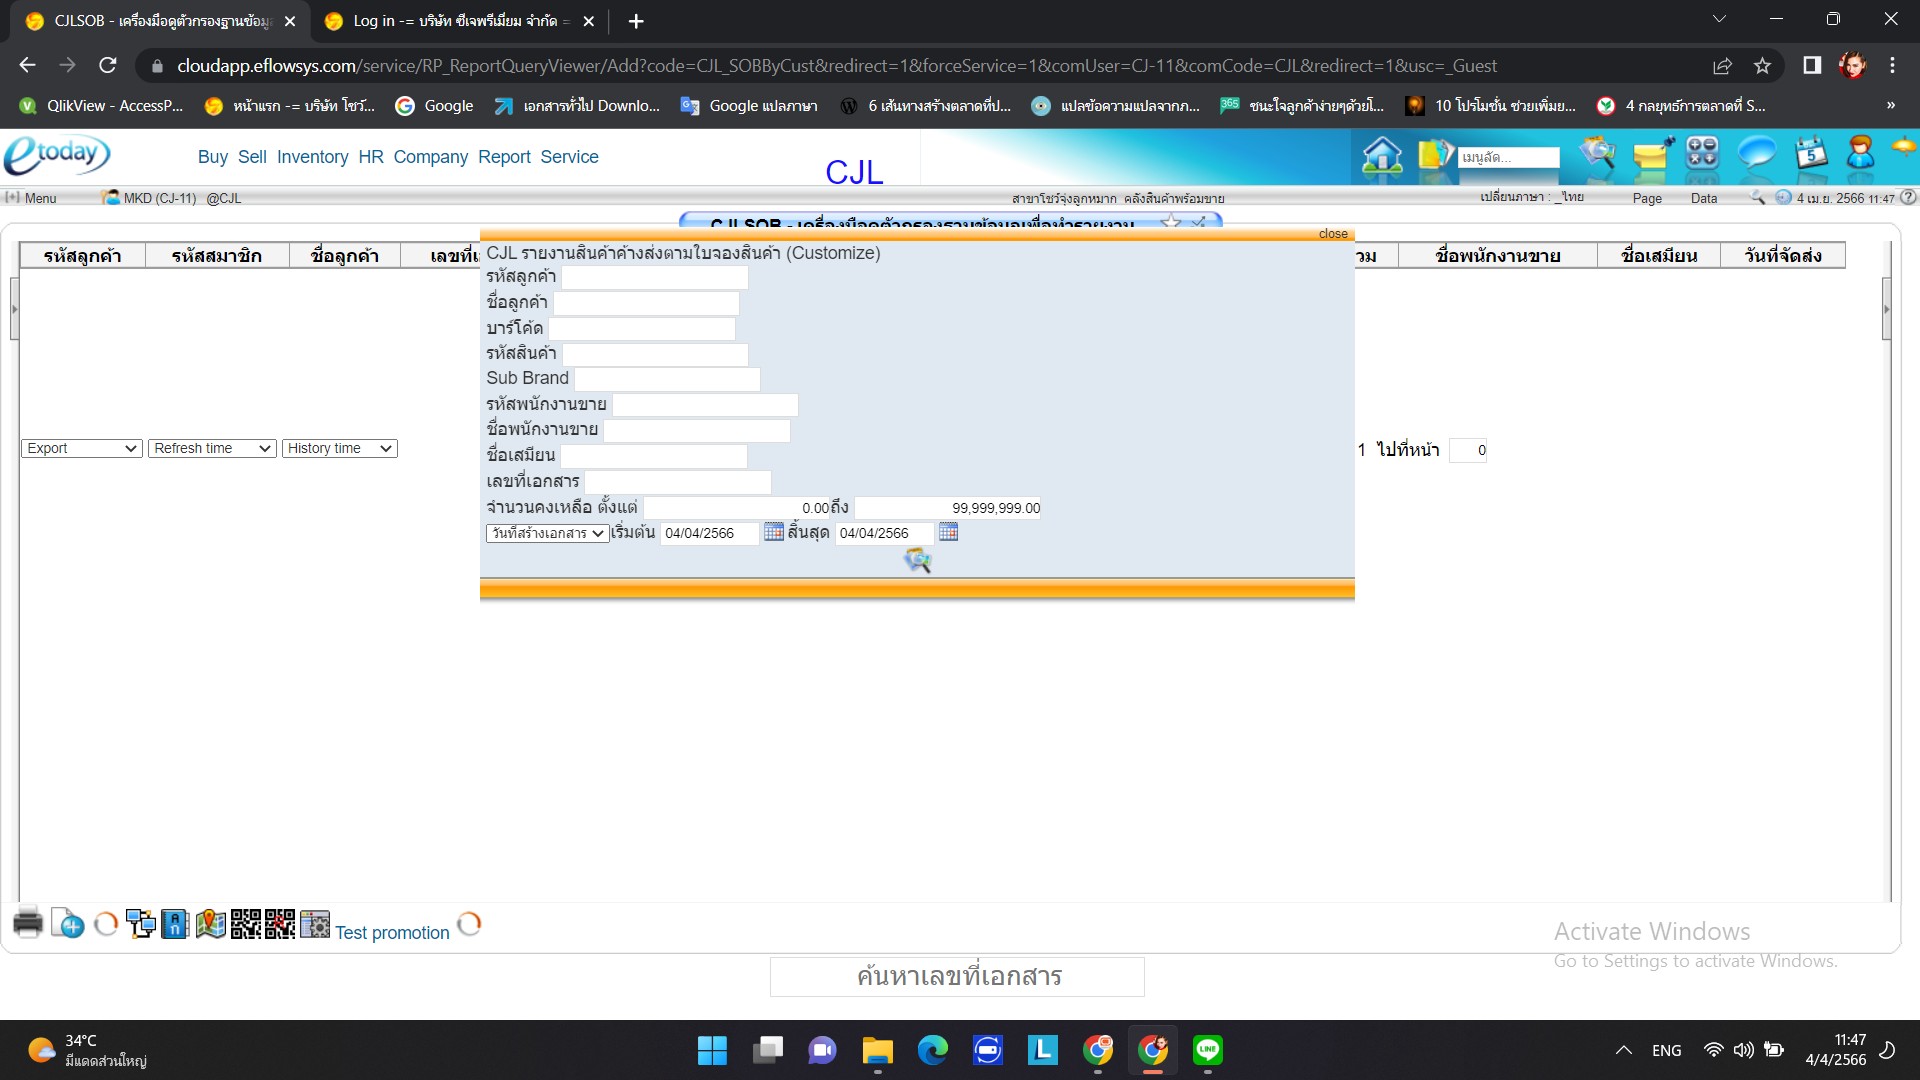 CJLSOB - เครื่องมือดูตัวกรองฐานข้อมูล
Log in -= บริษัท ซีเจพรีเมี่ยม จำกัด =
cloudapp.eflowsys.com/service/RP_ReportQueryViewer/Add?code=CJL_SOBByCust&redirect=1&forceService=1&comUser=CJ-11&comCode=CJL&redirect=1&usc=_Guest
QlikView - AccessP...
หน้าแรก -= บริษัท โชว์...
Google
เอกสารทั่วไป Downlo...
Google แปลภาษา
6 เส้นทางสร้างตลาดที่ป...
แปลข้อความแปลจากภ...
365 ชนะใจลูกค้าง่ายๆด้วยโ...
10 โปรโมชั่น ช่วยเพิ่มย...
4 กลยุทธ์การตลาดที่ S...
»
etoday
Buy Sell Inventory HR Company Report Service
CJL
เมนูลัด...
5
[+] Menu
MKD (CJ-11) @CJL
สาขาโชว์รุ่งลูกหมาก คลังสินค้าพร้อมขาย
เปลี่ยนภาษา : _ไทย
Page
Data
4 เม.ย. 2566 11:47
CJLSOB - เครื่องมือดูตัวกรองฐานข้อมูลเพื่อทำรายงาน
close
รหัสลูกค้า รหัสสมาชิก ชื่อลูกค้า เลขที่เ
วม ชื่อพนักงานขาย ชื่อเสมียน วันที่จัดส่ง
CJL รายงานสินค้าค้างส่งตามใบจองสินค้า (Customize)
รหัสลูกค้า
ชื่อลูกค้า
บาร์โค้ด
รหัสสินค้า
Sub Brand
รหัสพนักงานขาย
ชื่อพนักงานขาย
ชื่อเสมียน
เลขที่เอกสาร
จำนวนคงเหลือ ตั้งแต่ 0.00 ถึง 99,999,999.00
วันที่สร้างเอกสาร เริ่มต้น 04/04/2566 สิ้นสุด 04/04/2566
Export Refresh time History time
1 ไปที่หน้า 0
Test promotion
ค้นหาเลขที่เอกสาร
Activate Windows
Go to Settings to activate Windows.
34°C
มีแดดส่วนใหญ่
L
LINE
ENG
11:47
4/4/2566